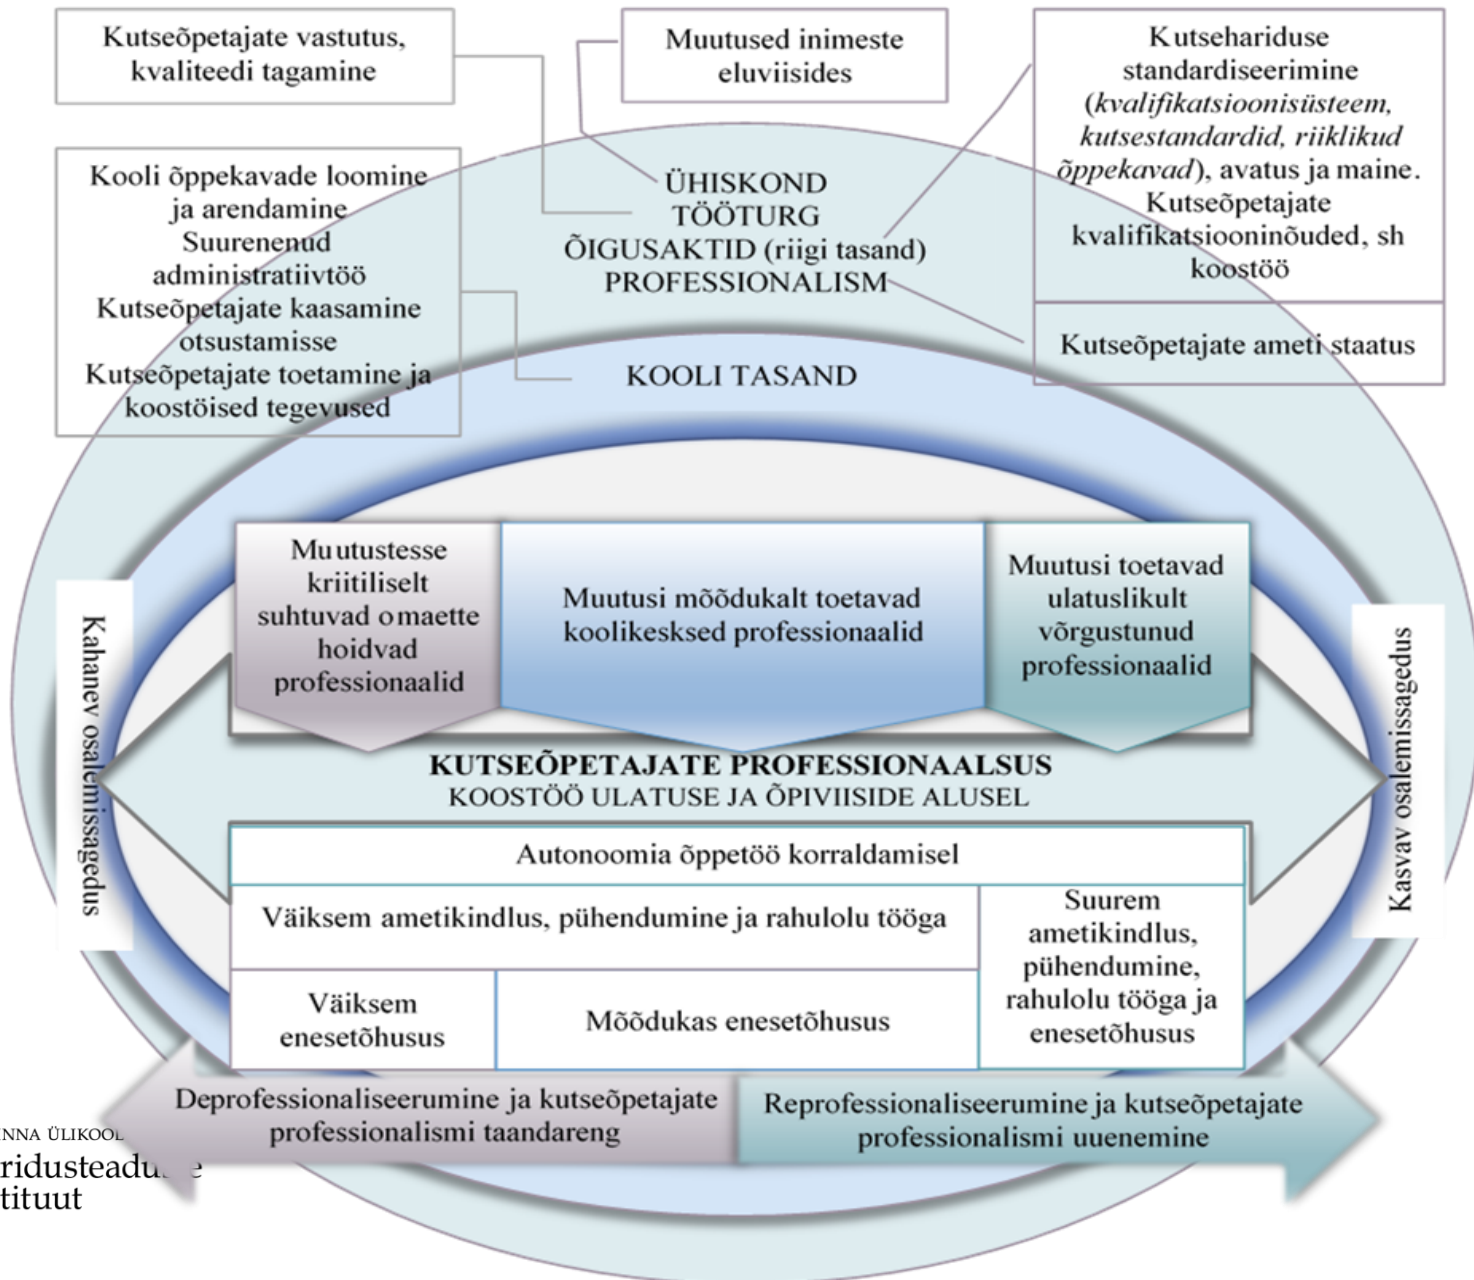 Kutseõpetajate vastutus,
kvaliteedi tagamine
Muutused inimeste
eluviisides
Kutsehariduse
standardiseerimine
(kvalifikatsioonisüsteem,
kutsestandardid, riiklikud
õppekavad), avatus ja maine.
Kutseõpetajate
kvalifikatsiooninõuded, sh
koostöö
Kutseõpetajate ameti staatus
Kooli õppekavade loomine
ja arendamine
Suurenenud
administratiivtöö
Kutseõpetajate kaasamine
otsustamisse
Kutseõpetajate toetamine ja
koostöised tegevused
ÜHISKOND
TÖÖTURG
ÕIGUSAKTID (riigi tasand)
PROFESSIONALISM
KOOLI TASAND
Muutustesse
kriitiliselt
suhtuvad omaette
hoidvad
professionaalid
Muutusi mõõdukalt toetavad
koolikesksed professionaalid
Muutusi toetavad
ulatuslikult
võrgustunud
professionaalid
Kahanev osalemissagedus
Kasvav osalemissagedus
KUTSEÕPETAJATE PROFESSIONAALSUS
KOOSTÖÖ ULATUSE JA ÕPIVIISIDE ALUSEL
Autonoomia õppetöö korraldamisel
Väiksem ametikindlus, pühendumine ja rahulolu tööga
Suurem
ametikindlus,
pühendumine,
rahulolu tööga ja
enesetõhusus
Väiksem
enesetõhusus
Mõõdukas enesetõhusus
Deprofessionaliseerumine ja kutseõpetajate
professionalismi taandareng
Reprofessionaliseerumine ja kutseõpetajate
professionalismi uuenemine
INNA ÜLIKOOL
tituut